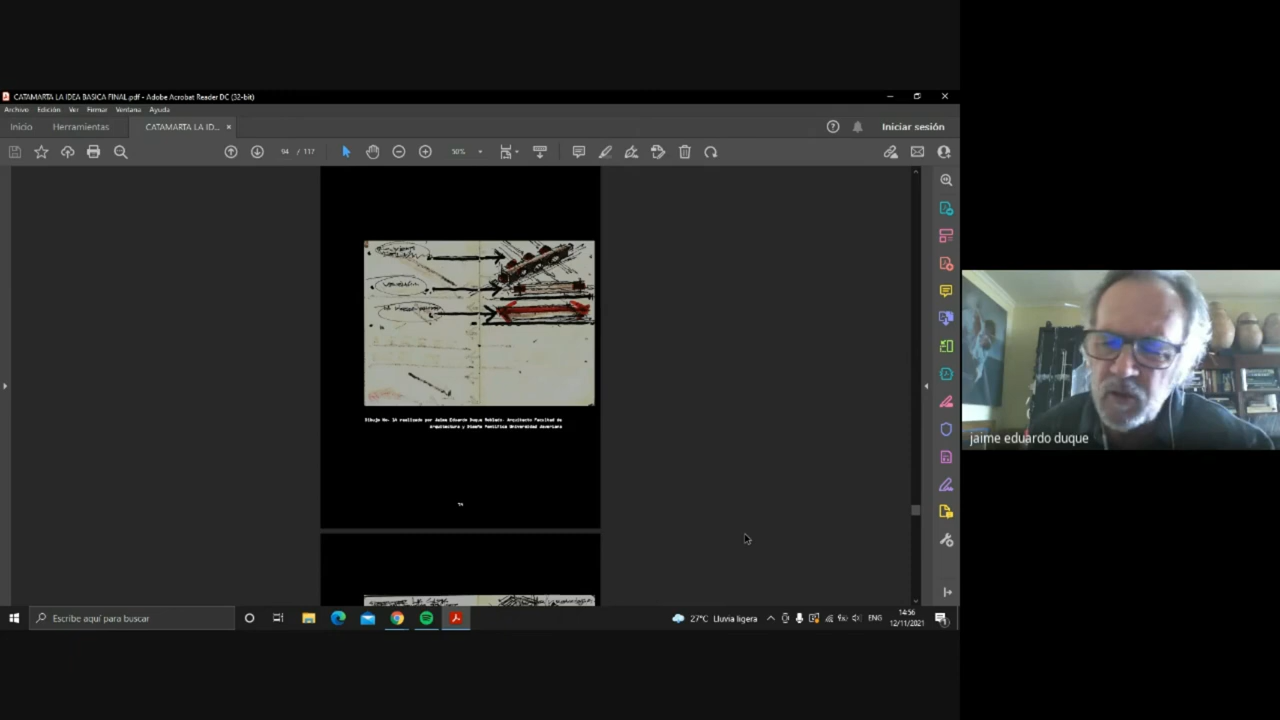 CATAMARTA LA IDEA BASICA FINAL.pdf - Adobe Acrobat Reader DC (32-bit)
Archivo Edición Ver Firmar Ventana Ayuda
Inicio Herramientas CATAMARTA LA ID... × Iniciar sesión
94 / 117 50%
Dibujo No. 14 realizado por Jaime Eduardo Duque Robledo. Arquitecto Facultad de
arquitectura y Diseño Pontificia Universidad Javeriana
94
jaime eduardo duque
Escribe aquí para buscar
27°C Lluvia ligera
ENG
14:56
12/11/2021